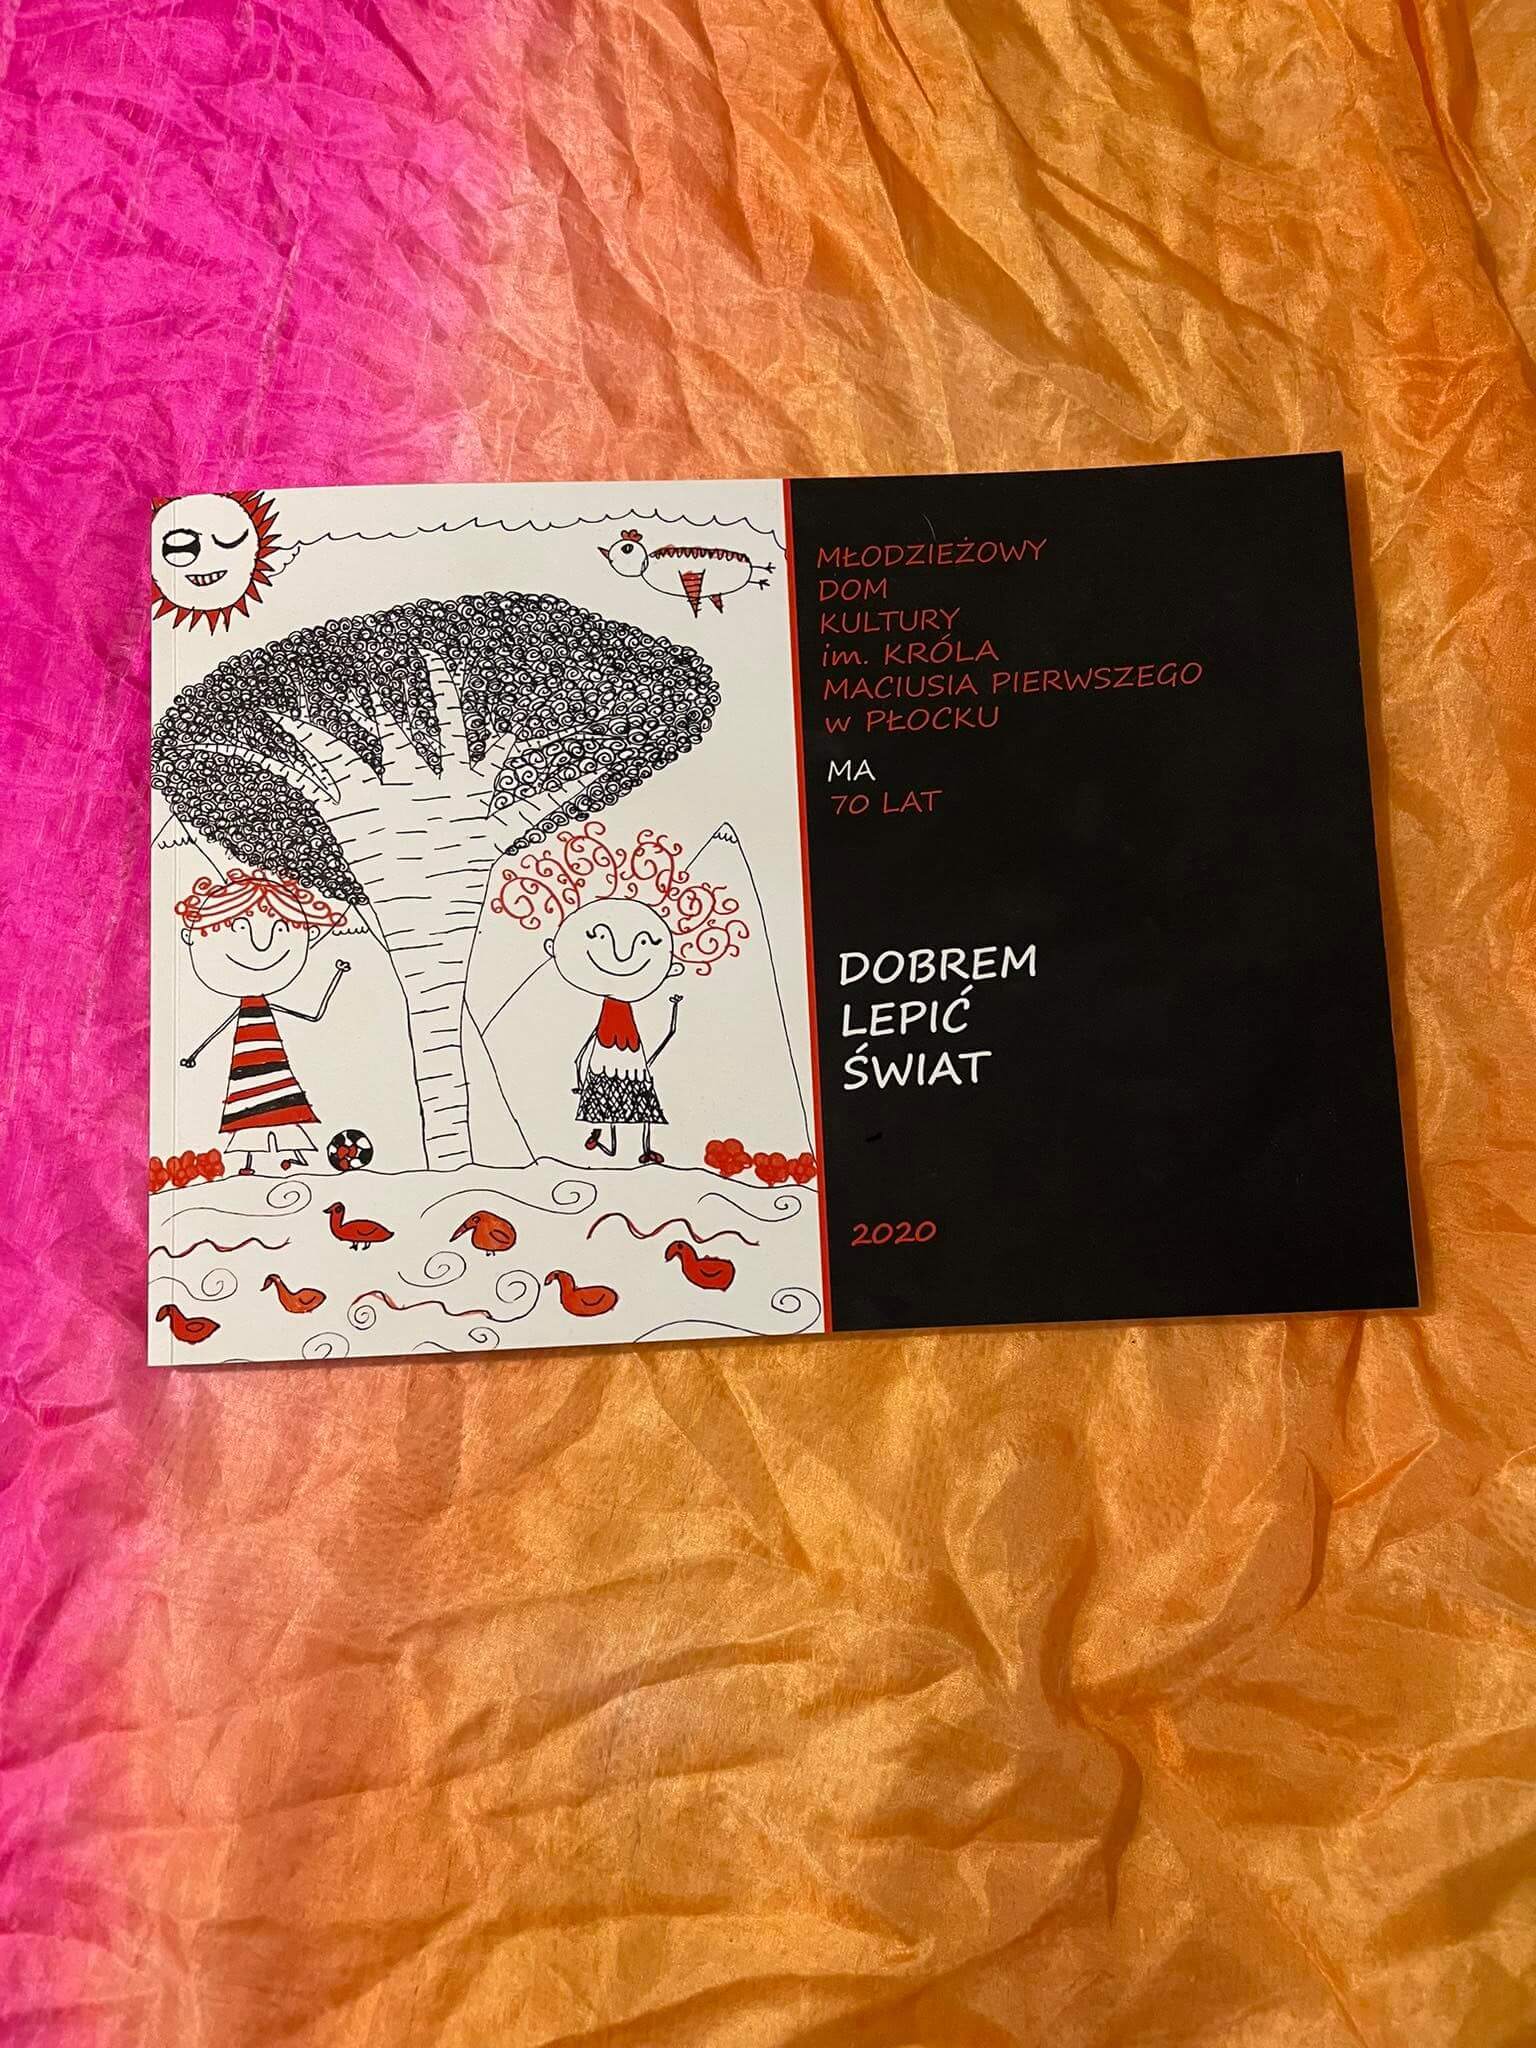 MŁODZIEŻOWY
DOM
KULTURY
im. KRÓLA
MACIUSIA PIERWSZEGO
w PŁOCKU
MA
70 LAT
DOBREM
LEPIĆ
ŚWIAT
2020